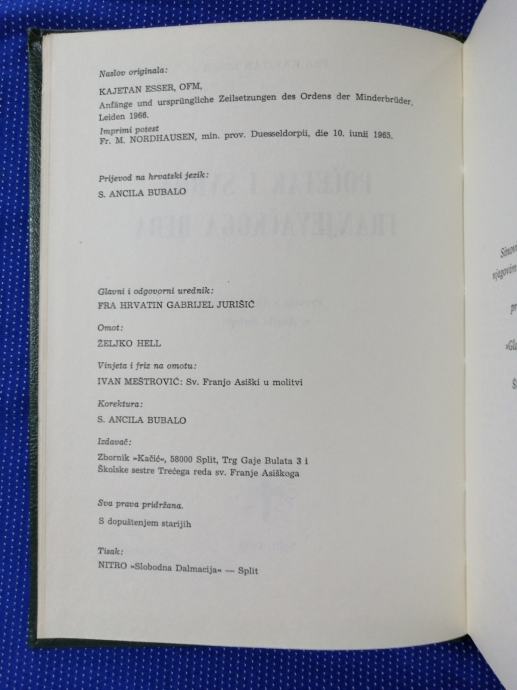 Naslov originala:
KAJETAN ESSER, OFM,
Anfänge und ursprüngliche Zeilsetzungen des Ordens der Minderbrüder,
Leiden 1966.
Imprimi potest
Fr. M. NORDHAUSEN, min. prov. Duesseldorpii, die 10. iunii 1965.
Prijevod na hrvatski jezik:
S. ANCILA BUBALO
Glavni i odgovorni urednik:
FRA HRVATIN GABRIJEL JURIŠIĆ
Omot:
ŽELJKO HELL
Vinjeta i friz na omotu:
IVAN MEŠTROVIĆ: Sv. Franjo Asiški u molitvi
Korektura:
S. ANCILA BUBALO
Izdavač:
Zbornik »Kačić«, 58000 Split, Trg Gaje Bulata 3 i
Školske sestre Trećega reda sv. Franje Asiškoga
Sva prava pridržana.
S dopuštenjem starijih
Tisak:
NITRO »Slobodna Dalmacija« — Split
njegovim